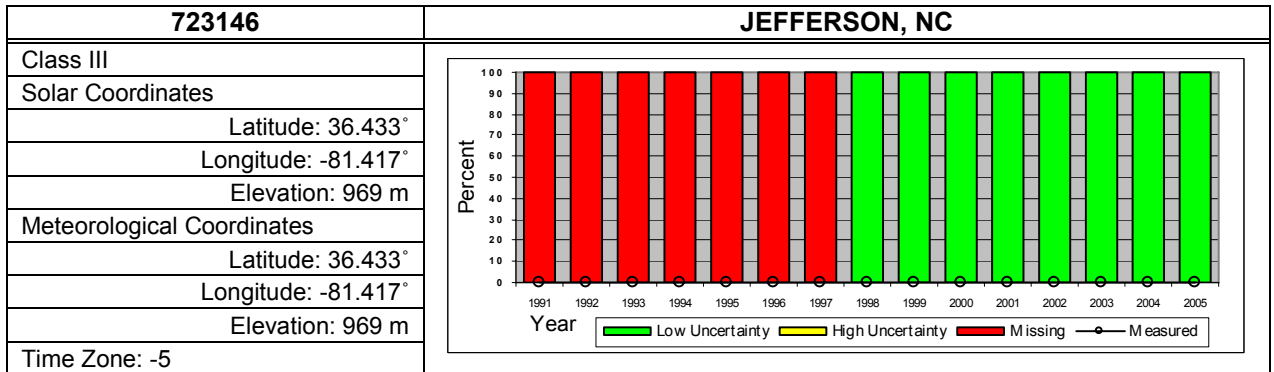 723146
JEFFERSON, NC
Class III
Solar Coordinates
Latitude: 36.433˚
Longitude: -81.417˚
Elevation: 969 m
Meteorological Coordinates
Latitude: 36.433˚
Longitude: -81.417˚
Elevation: 969 m
Time Zone: -5
Percent
100
90
80
70
60
50
40
30
20
10
0
1991 1992 1993 1994 1995 1996 1997 1998 1999 2000 2001 2002 2003 2004 2005
Year
Low Uncertainty High Uncertainty Missing Measured